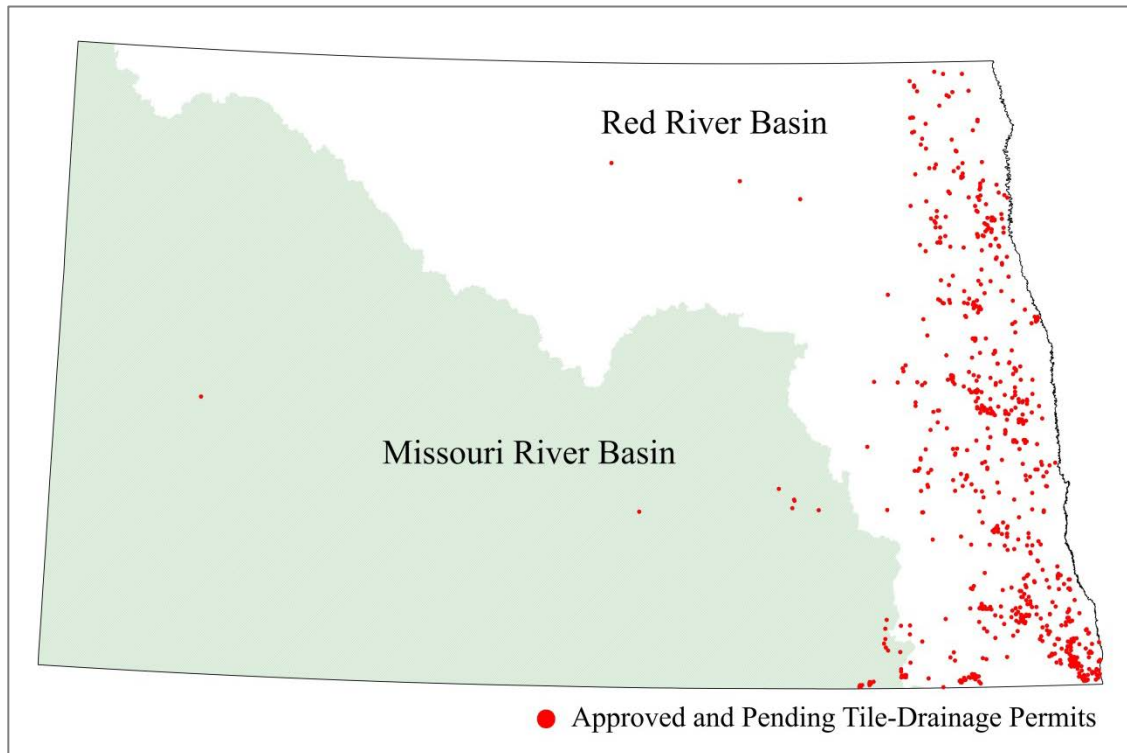 Red River Basin
Missouri River Basin
Approved and Pending Tile-Drainage Permits